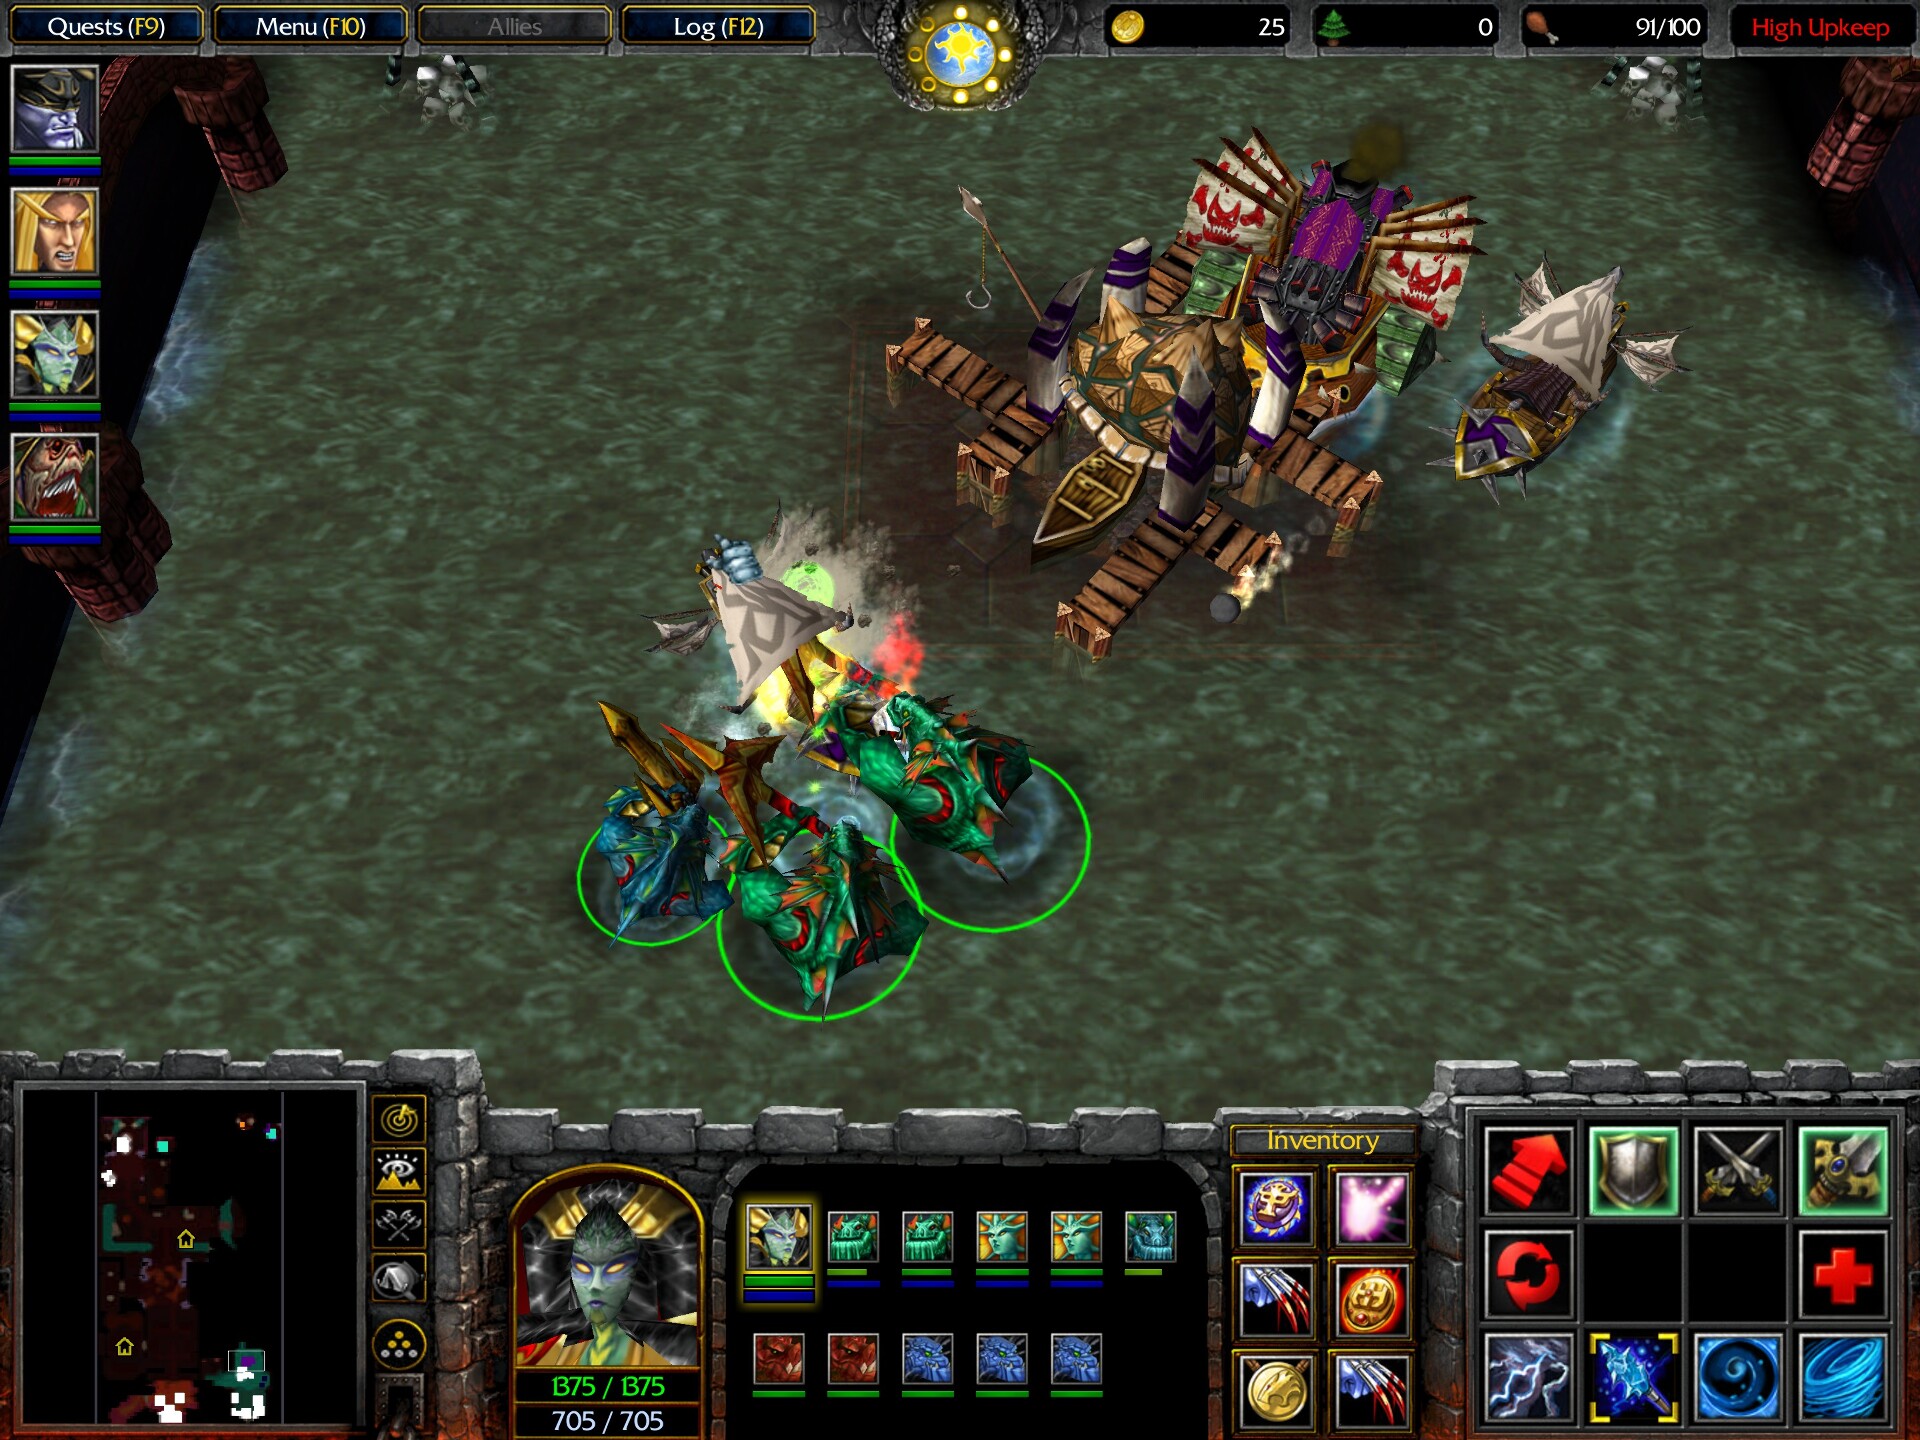 Quests (F9)
Menu (F10)
Allies
Log (F12)
25
0
91/100
High Upkeep
Inventory
1375 / 1375
705 / 705